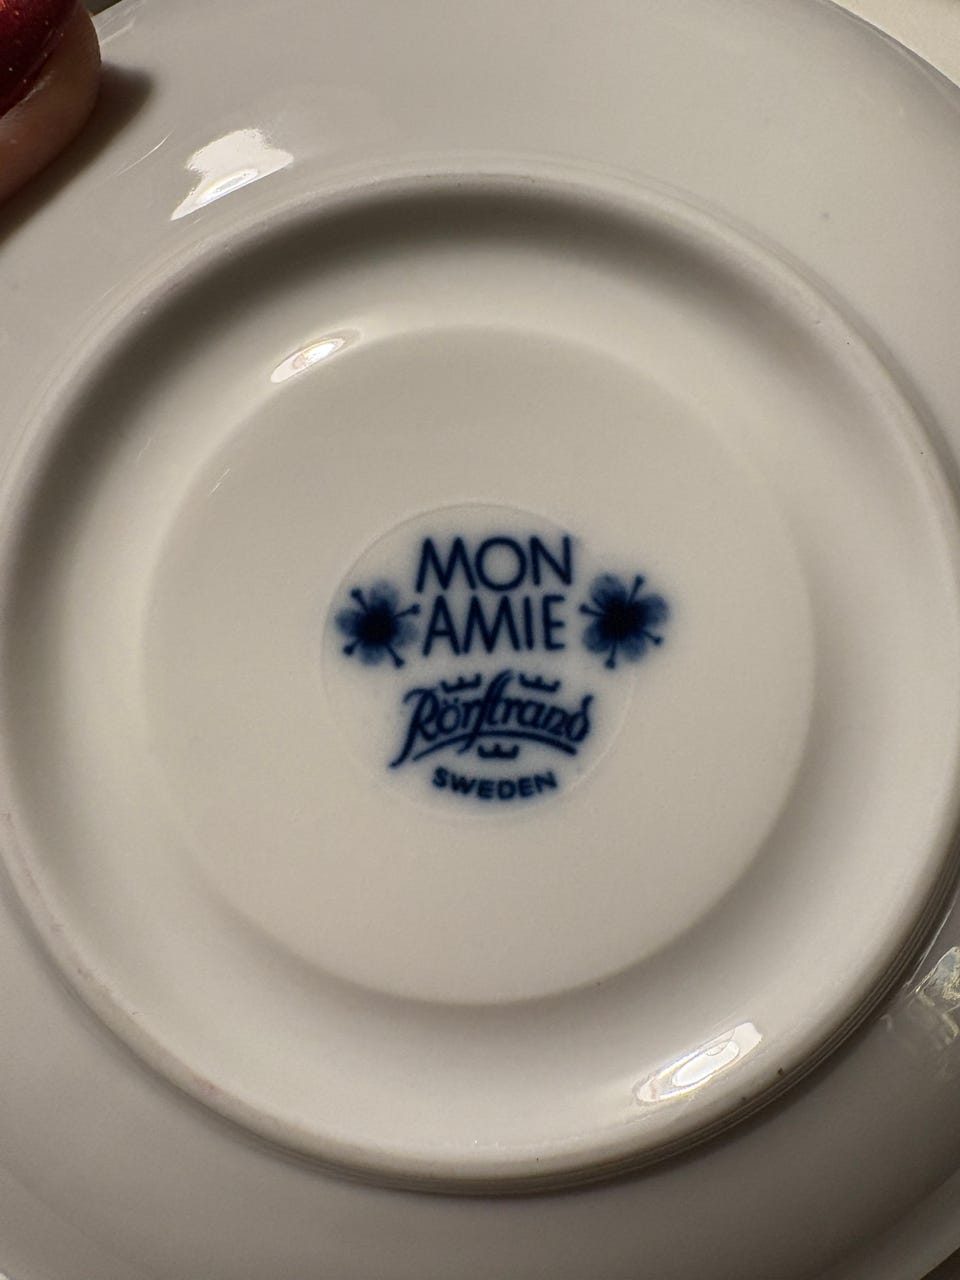 MON
AMIE
Rörstrand
SWEDEN